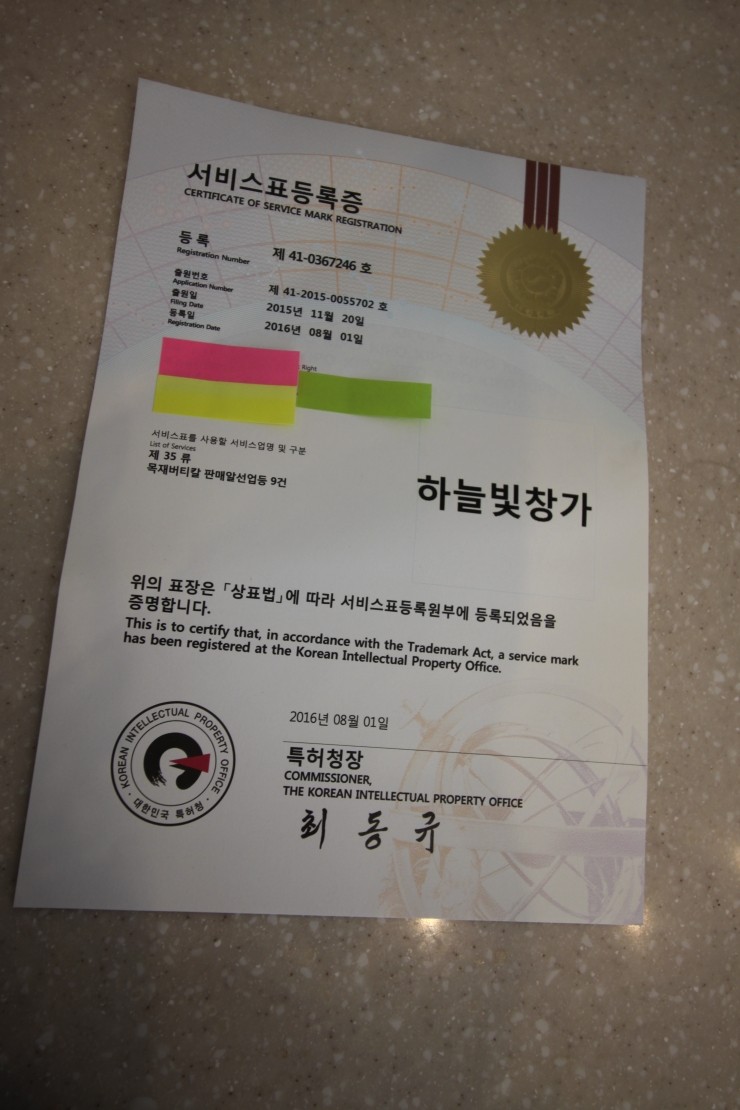 서비스표등록증
CERTIFICATE OF SERVICE MARK REGISTRATION
등록 제 41-0367246 호
Registration Number
출원번호 제 41-2015-0055702 호
Application Number
출원일 2015년 11월 20일
Filing Date
등록일 2016년 08월 01일
Registration Date
Right
서비스표를 사용할 서비스업명 및 구분
List of Services
제 35 류
목재버티칼 판매알선업등 9건
하늘빛창가
위의 표장은 「상표법」에 따라 서비스표등록원부에 등록되었음을
증명합니다.
This is to certify that, in accordance with the Trademark Act, a service mark
has been registered at the Korean Intellectual Property Office.
2016년 08월 01일
특허청장
COMMISSIONER,
THE KOREAN INTELLECTUAL PROPERTY OFFICE
최동규
KOREAN INTELLECTUAL PROPERTY OFFICE
대한민국 특허청